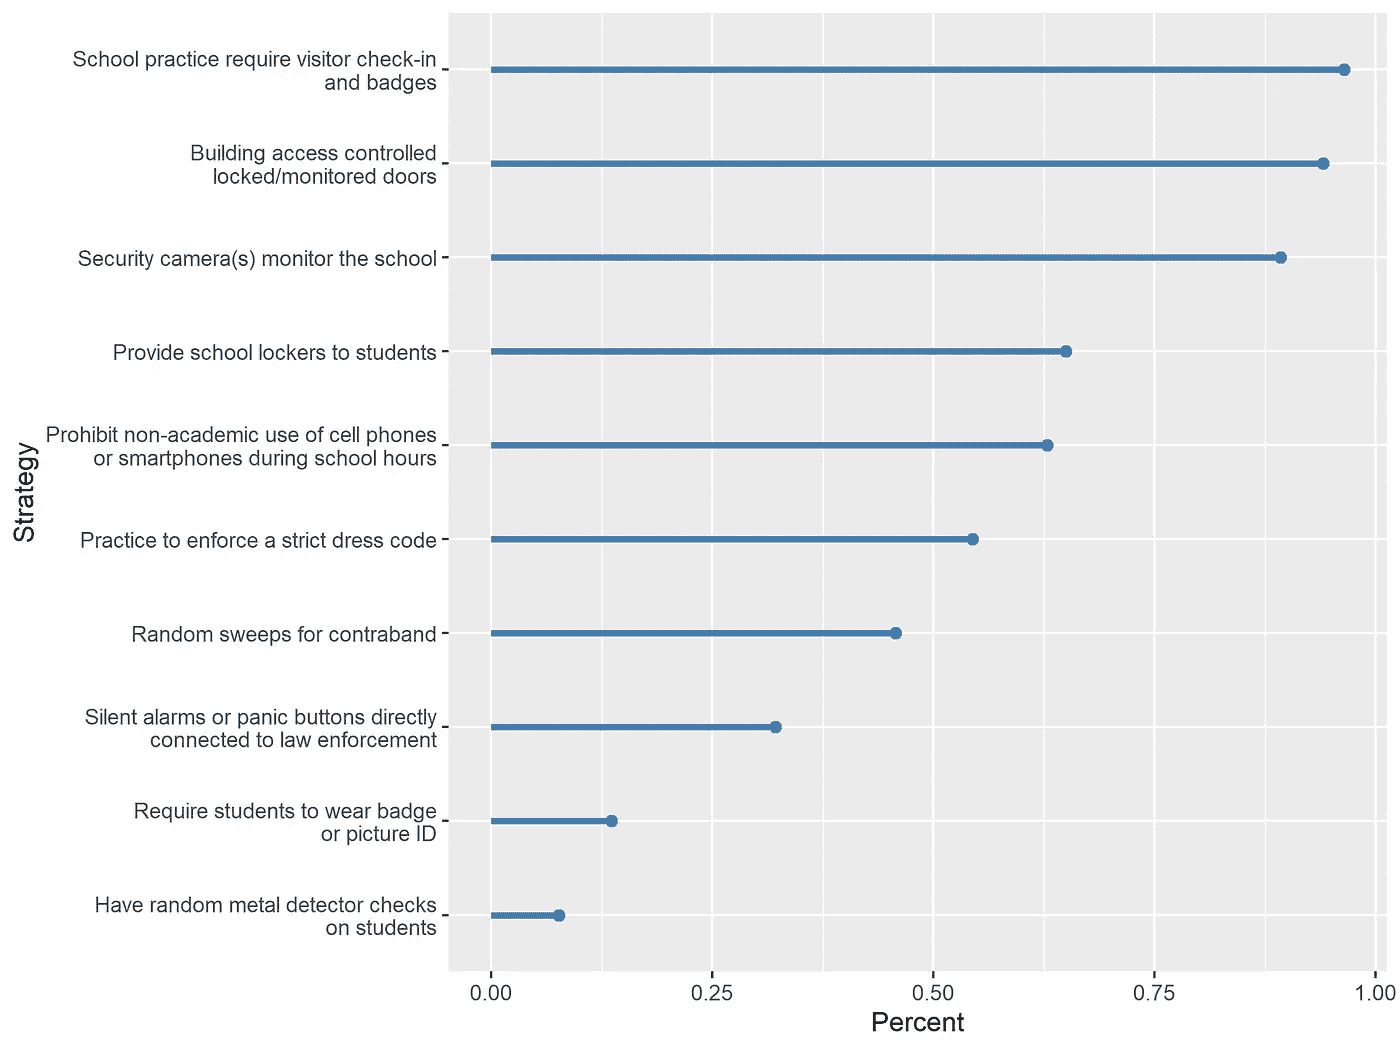 School practice require visitor check-in
and badges
Building access controlled
locked/monitored doors
Security camera(s) monitor the school
Provide school lockers to students
Prohibit non-academic use of cell phones
or smartphones during school hours
Practice to enforce a strict dress code
Random sweeps for contraband
Silent alarms or panic buttons directly
connected to law enforcement
Require students to wear badge
or picture ID
Have random metal detector checks
on students
Strategy
0.00 0.25 0.50 0.75 1.00
Percent